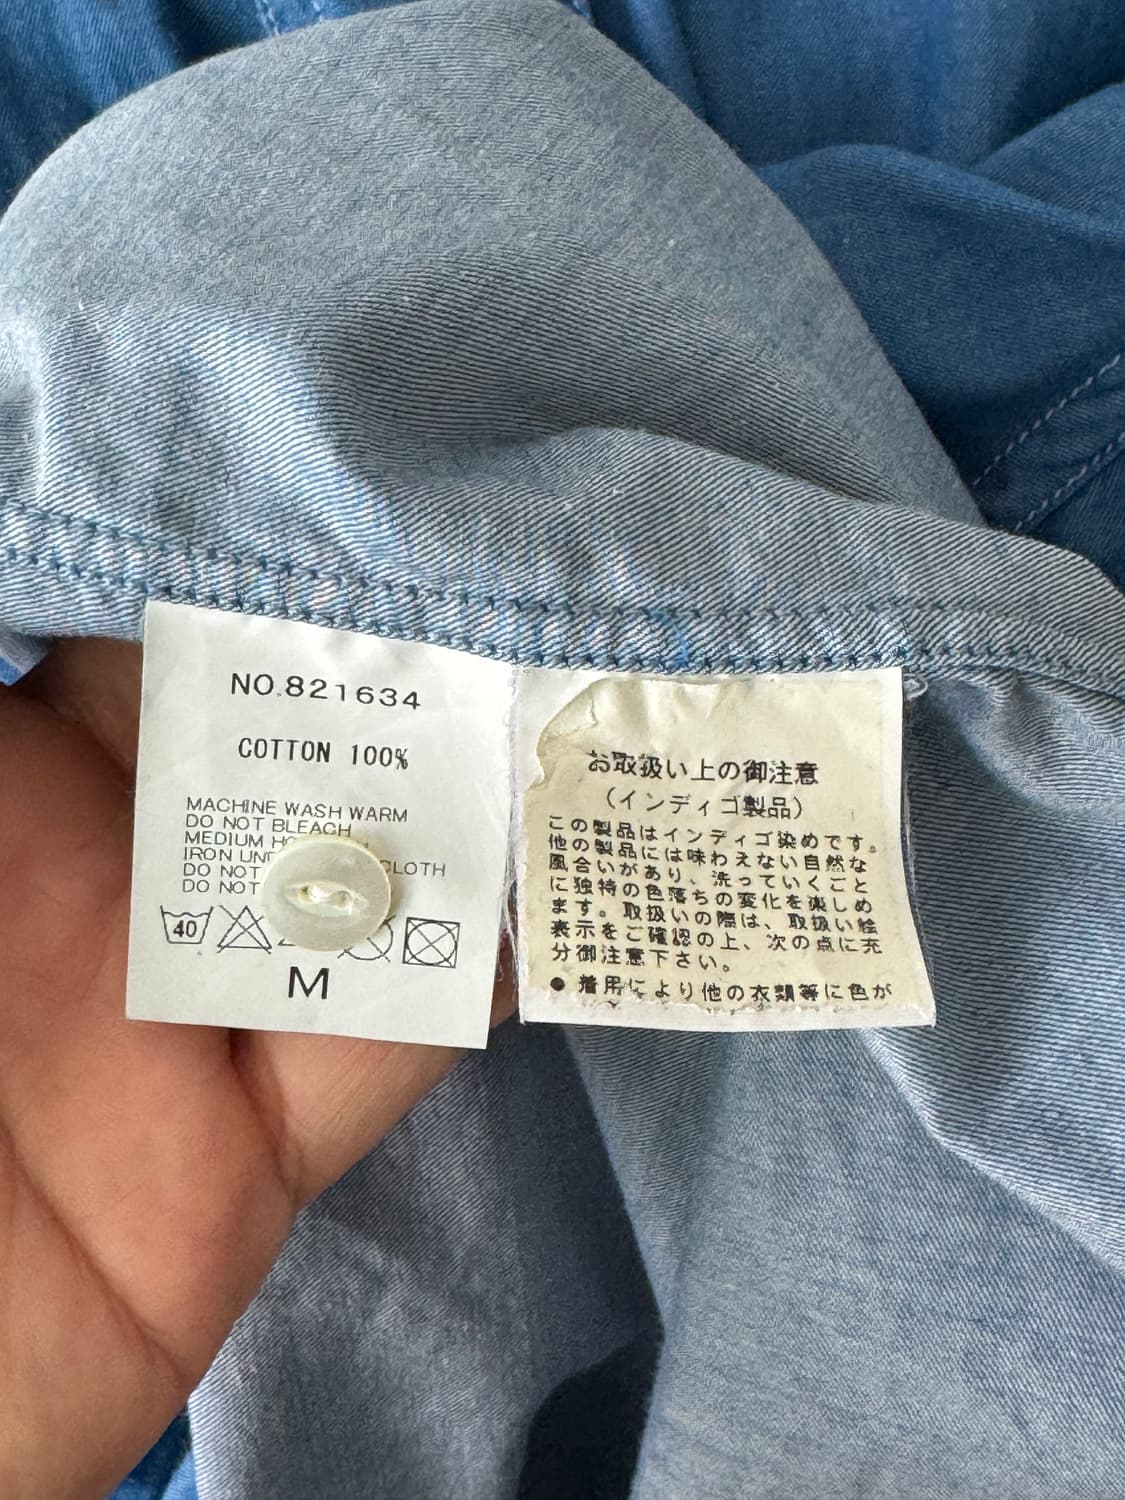 NO.821634
COTTON 100%
MACHINE WASH WARM
DO NOT BLEACH
MEDIUM
IRON CLOTH
DO NOT
DO NOT
40
M
お取扱い上の御注意
（インディゴ製品）
この製品はインディゴ染めです。
他の製品には味わえない自然な
風合いがあり、洗っていくごと
に独特の色落ちの変化を楽しめ
ます。取扱いの際は、取扱い絵
表示をご確認の上、次の点に充
分御注意下さい。
● 着用により他の衣類等に色が